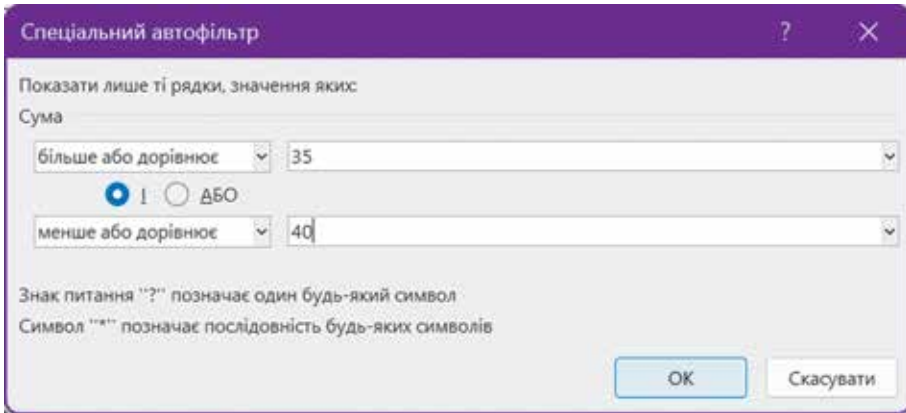 Спеціальний автофільтр ?
Показати лише ті рядки, значення яких:
Сума
більше або дорівнює 35
І АБО
менше або дорівнює 40
Знак питання "?" позначає один будь-який символ
Символ "*" позначає послідовність будь-яких символів
ОК Скасувати